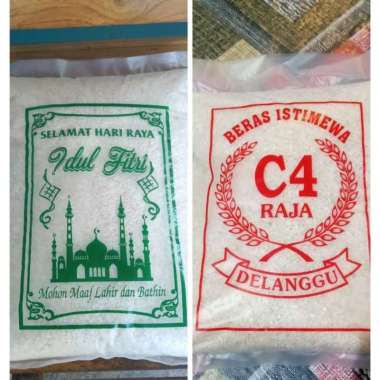 SELAMAT HARI RAYA
Idul Fitri
Mohon Maaf Lahir dan Bathin
BERAS ISTIMEWA
C4
RAJA
DELANGGU